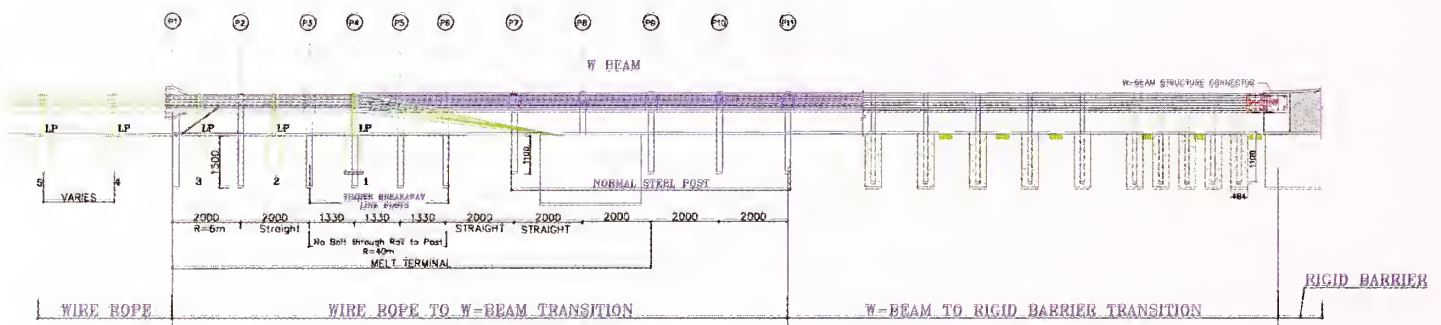 P1 P2 P3 P4 P5 P6 P7 P8 P9 P10 P11
W BEAM
W-BEAM STRUCTURE CONNECTOR
LP LP LP LP LP
1300
1100
1100
5 4 3 2 1
VARIES
TIMBER BREAKAWAY
LINE POSTS
NORMAL STEEL POST
484
2000 2000 1330 1330 1330 2000 2000 2000 2000
R=6m Straight STRAIGHT STRAIGHT
No Bolt through Rail to Post
R=40m
MELT TERMINAL
RIGID BARRIER
WIRE ROPE WIRE ROPE TO W-BEAM TRANSITION W-BEAM TO RIGID BARRIER TRANSITION